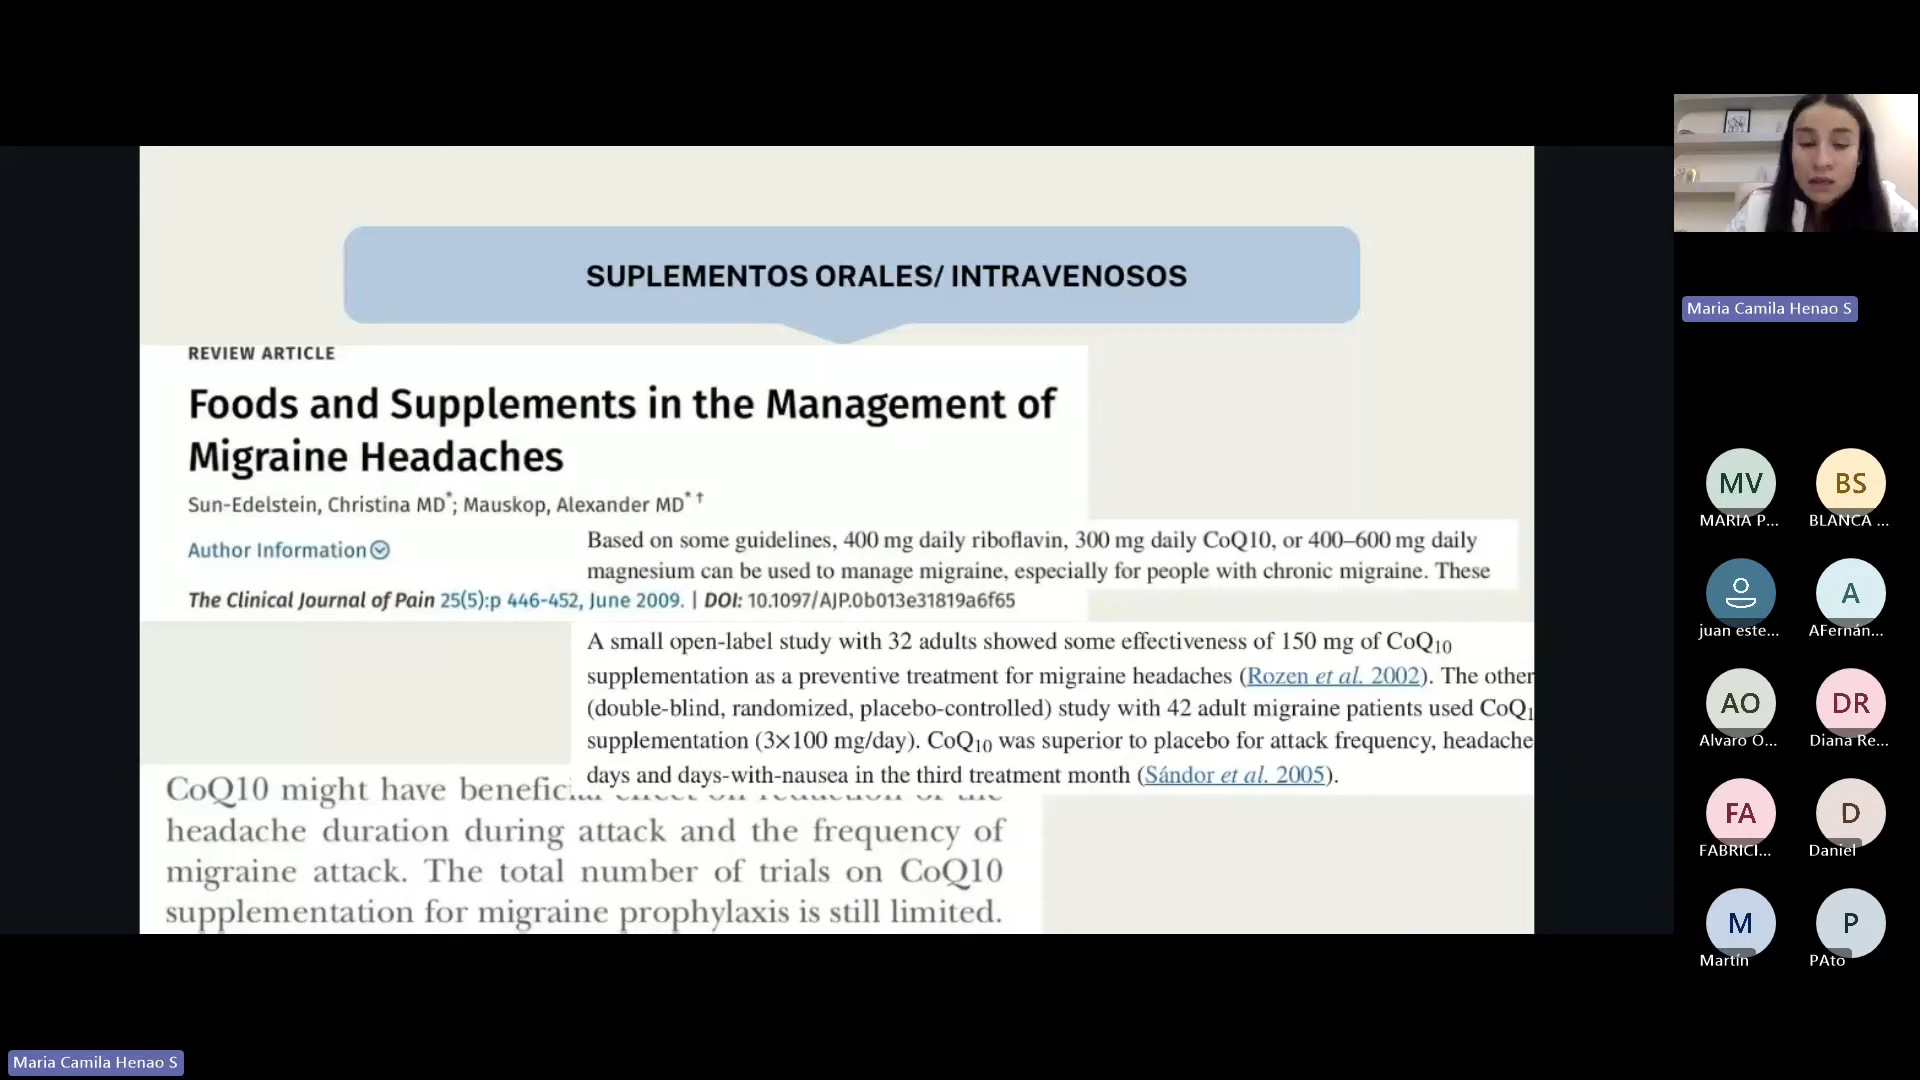 SUPLEMENTOS ORALES/ INTRAVENOSOS
REVIEW ARTICLE
Foods and Supplements in the Management of
Migraine Headaches
Sun-Edelstein, Christina MD*; Mauskop, Alexander MD*†
Author Information
The Clinical Journal of Pain 25(5):p 446-452, June 2009. | DOI: 10.1097/AJP.0b013e31819a6f65
Based on some guidelines, 400 mg daily riboflavin, 300 mg daily CoQ10, or 400–600 mg daily
magnesium can be used to manage migraine, especially for people with chronic migraine. These
A small open-label study with 32 adults showed some effectiveness of 150 mg of CoQ10
supplementation as a preventive treatment for migraine headaches (Rozen et al. 2002). The other
(double-blind, randomized, placebo-controlled) study with 42 adult migraine patients used CoQ1
supplementation (3×100 mg/day). CoQ10 was superior to placebo for attack frequency, headache
days and days-with-nausea in the third treatment month (Sándor et al. 2005).
CoQ10 might have benefici
headache duration during attack and the frequency of
migraine attack. The total number of trials on CoQ10
supplementation for migraine prophylaxis is still limited.
Maria Camila Henao S
MV
MARIA P...
BS
BLANCA ...
juan este...
A
AFernán...
AO
Alvaro O...
DR
Diana Re...
FA
FABRICI...
D
Daniel
M
Martín
P
PAto
Maria Camila Henao S